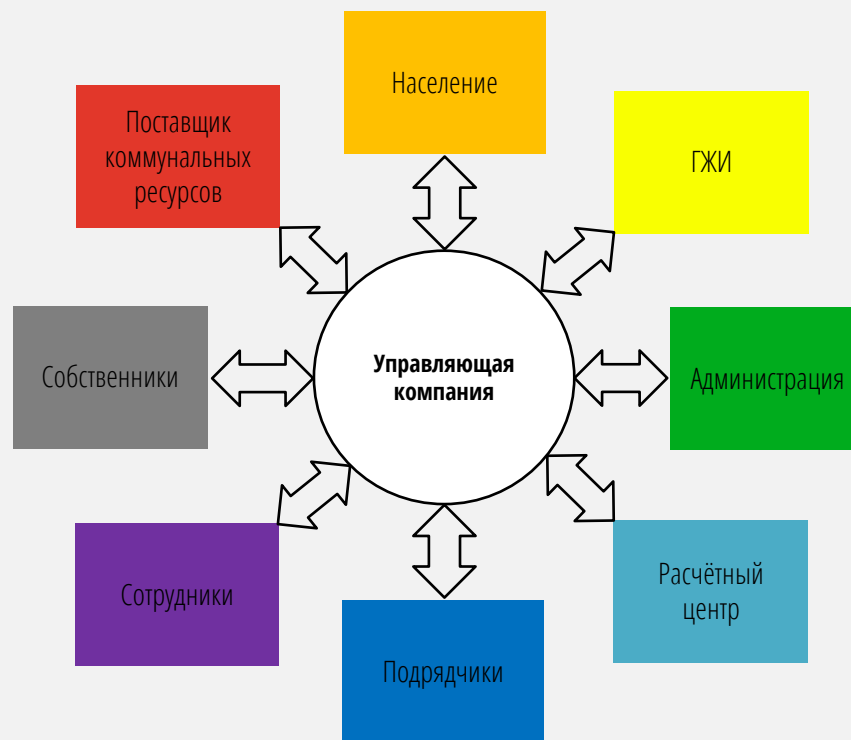 Население
Поставщик
коммунальных
ресурсов
ГЖИ
Собственники
Управляющая
компания
Администрация
Сотрудники
Расчётный
центр
Подрядчики